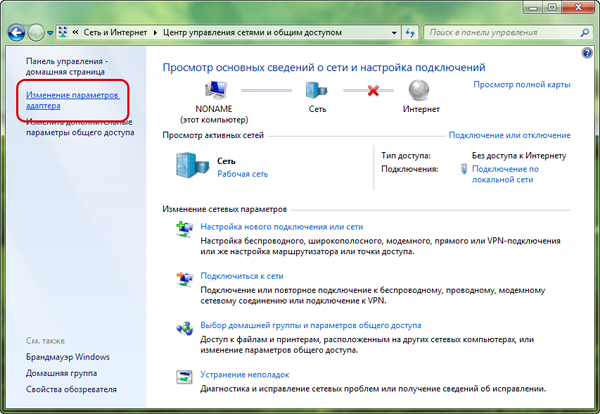 Сеть и Интернет Центр управления сетями и общим доступом
Поиск в панели управления
Панель управления -
домашняя страница
Изменение параметров
адаптера
Изменить дополнительные
параметры общего доступа
См. также
Брандмауэр Windows
Домашняя группа
Свойства обозревателя
Просмотр основных сведений о сети и настройка подключений
Просмотр полной карты
NONAME
(этот компьютер)
Сеть
Интернет
Просмотр активных сетей
Подключение или отключение
Сеть
Рабочая сеть
Тип доступа: Без доступа к Интернету
Подключения: Подключение по
локальной сети
Изменение сетевых параметров
Настройка нового подключения или сети
Настройка беспроводного, широкополосного, модемного, прямого или VPN-подключения
или же настройка маршрутизатора или точки доступа.
Подключиться к сети
Подключение или повторное подключение к беспроводному, проводному, модемному
сетевому соединению или подключение к VPN.
Выбор домашней группы и параметров общего доступа
Доступ к файлам и принтерам, расположенным на других сетевых компьютерах, или
изменение параметров общего доступа.
Устранение неполадок
Диагностика и исправление сетевых проблем или получение сведений об исправлении.